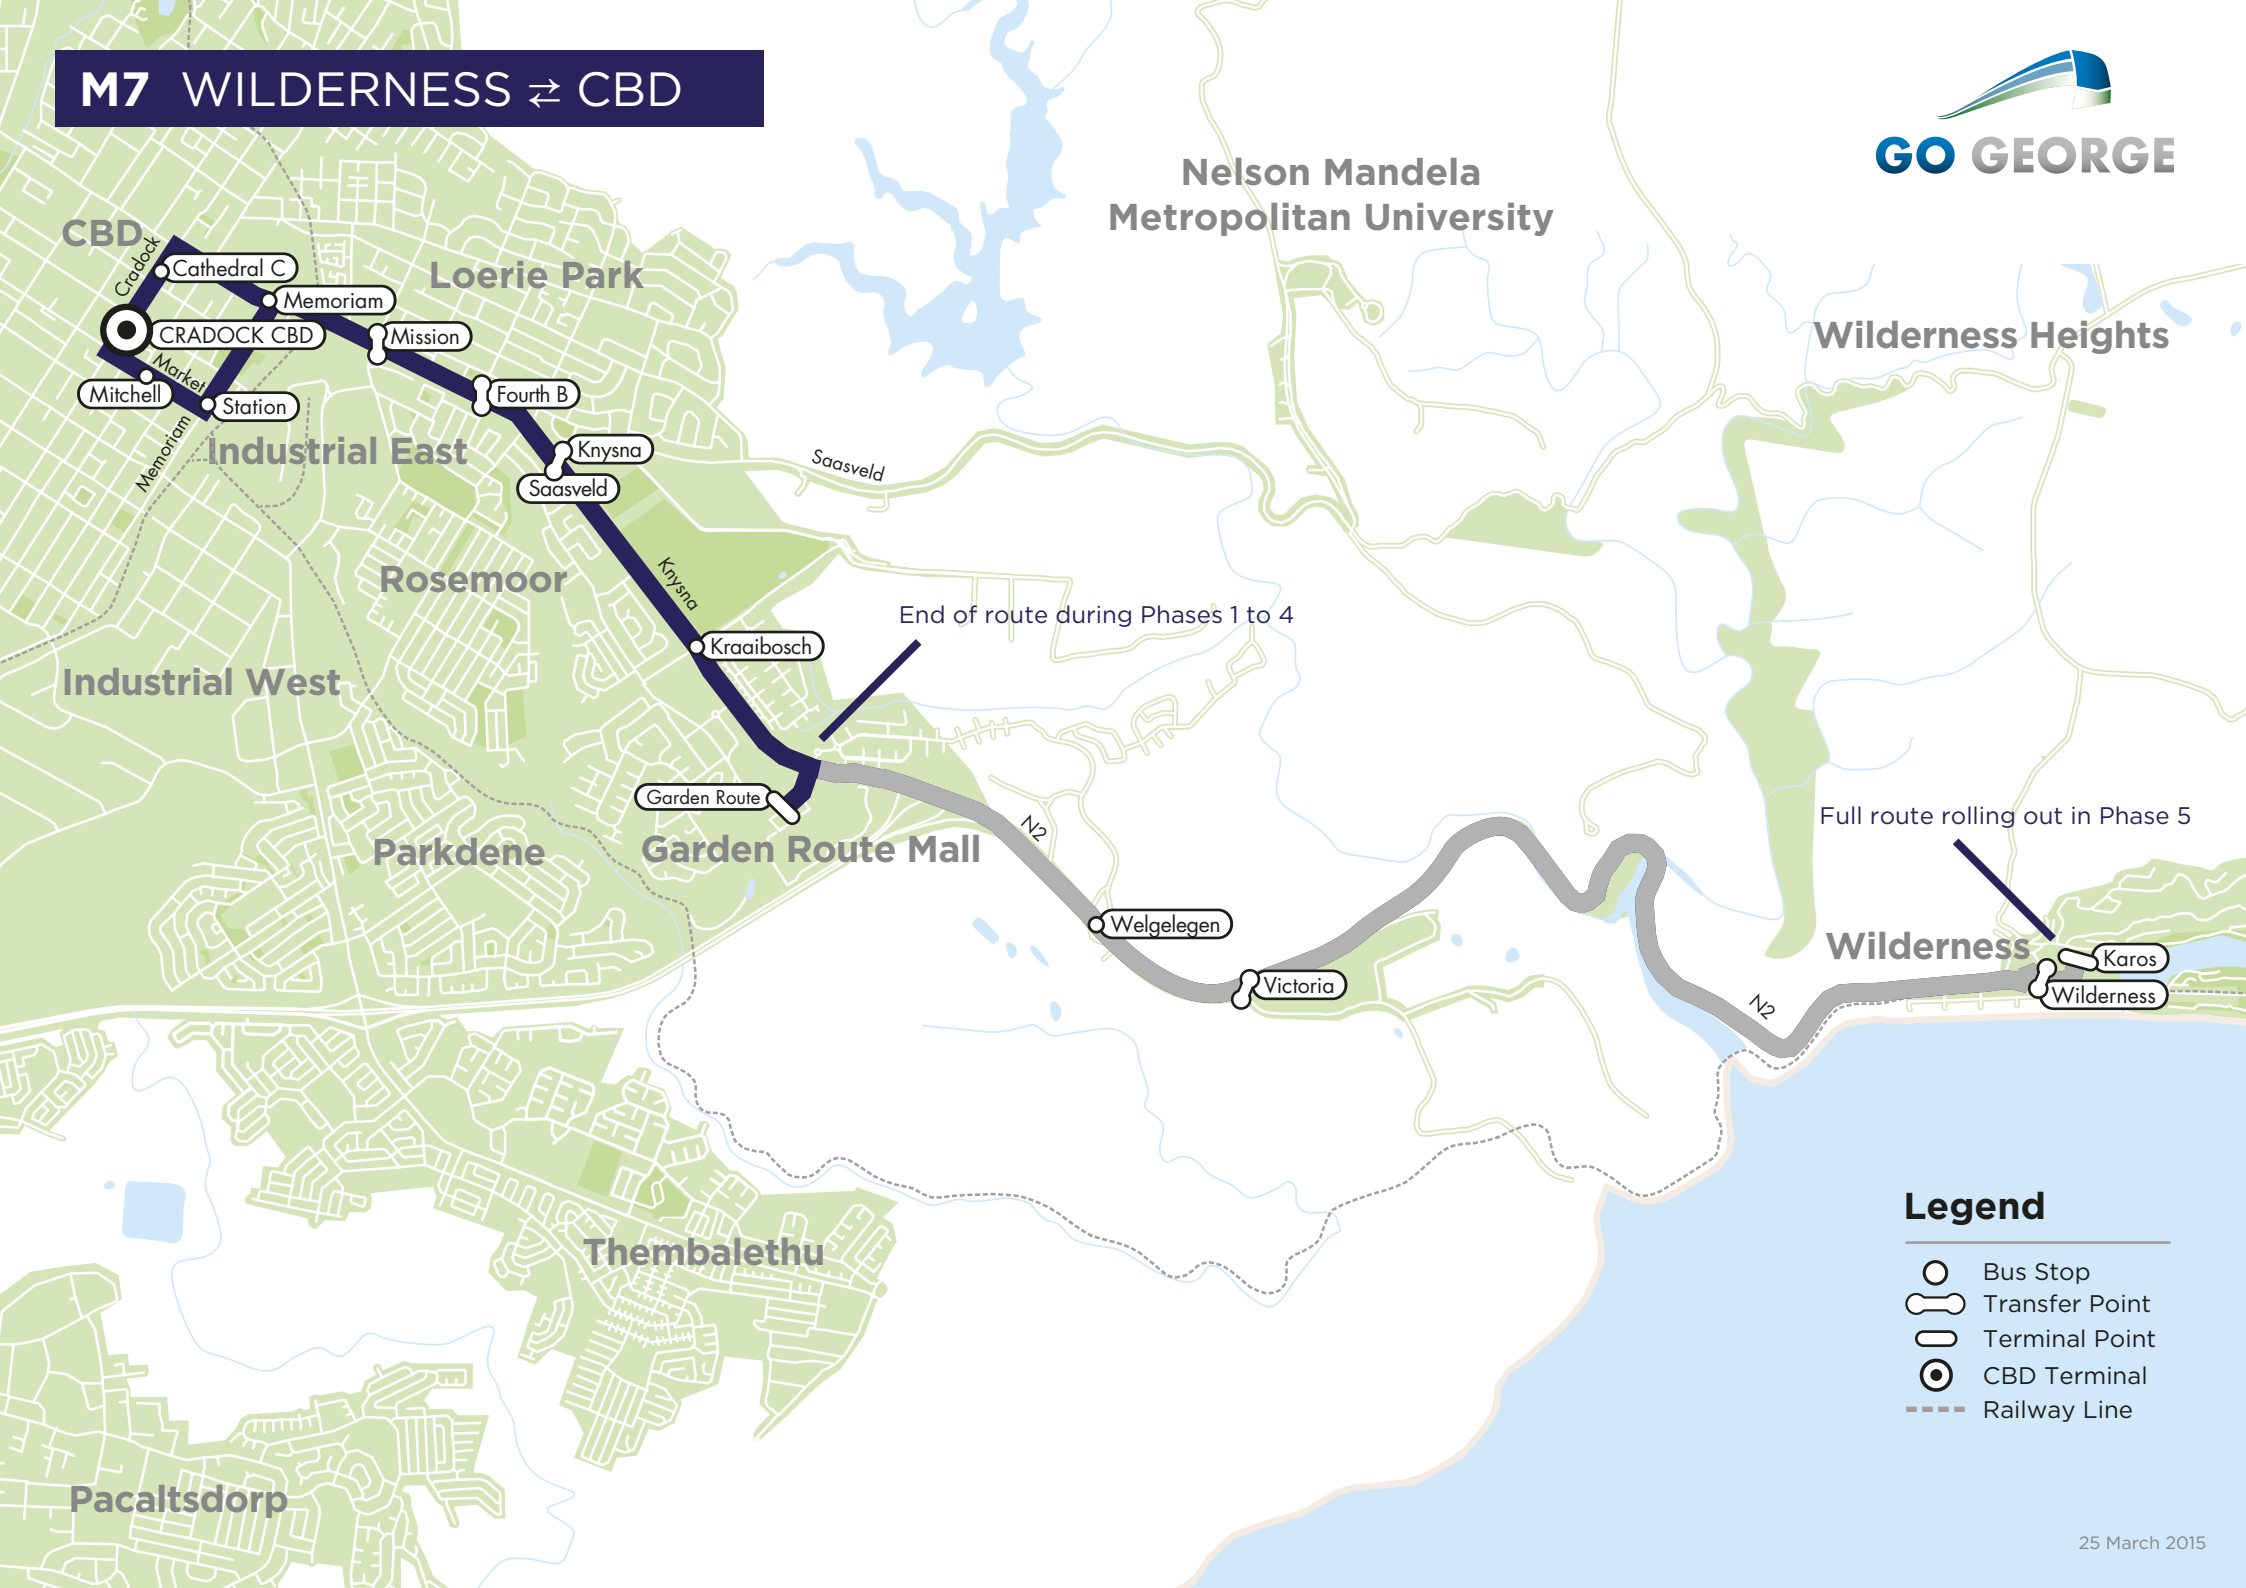 M7 WILDERNESS ⇄ CBD
GO GEORGE
Nelson Mandela
Metropolitan University
CBD
Cradock
Cathedral C
Loerie Park
Memoriam
CRADOCK CBD
Mission
Wilderness Heights
Market
Mitchell
Station
Fourth B
Memoriam
Industrial East
Knysna
Saasveld
Saasveld
Rosemoor
Knysna
End of route during Phases 1 to 4
Kraaibosch
Industrial West
Garden Route
Garden Route Mall
N2
Full route rolling out in Phase 5
Parkdene
Welgelegen
Wilderness
Karos
Victoria
Wilderness
N2
Thembalethu
Legend
Bus Stop
Transfer Point
Terminal Point
CBD Terminal
Railway Line
Pacaltsdorp
25 March 2015